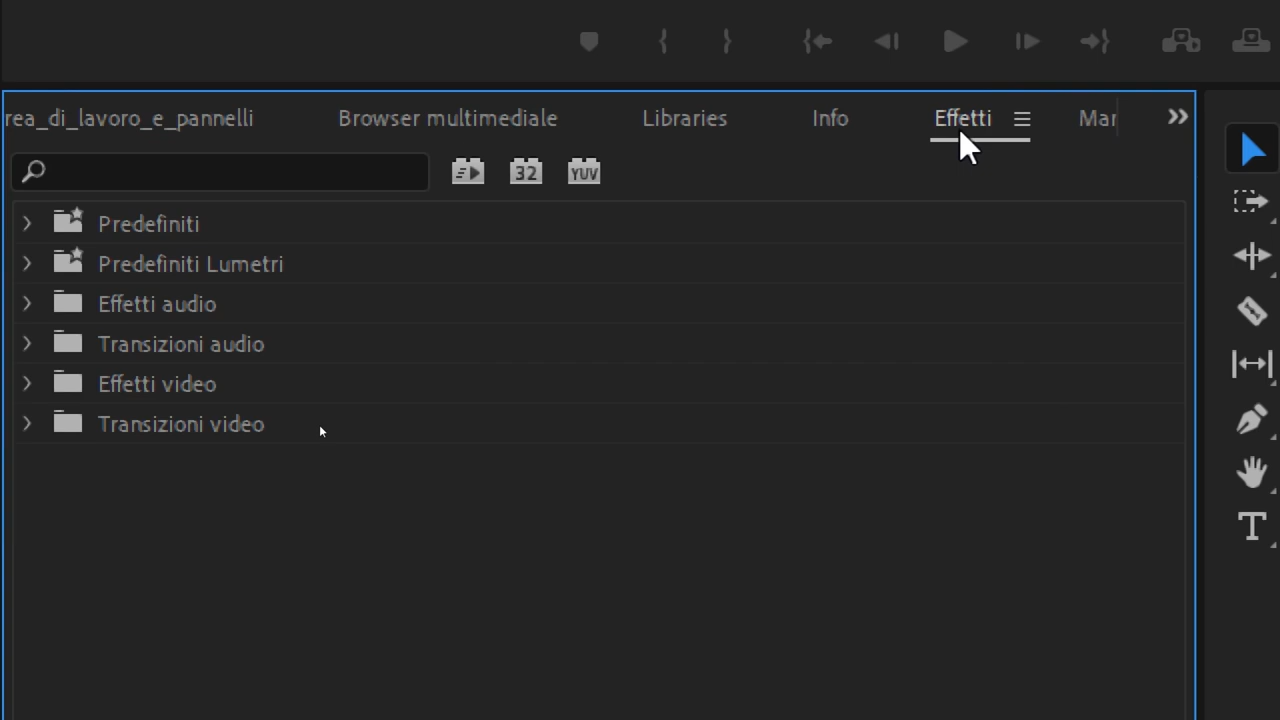 rea_di_lavoro_e_pannelli Browser multimediale Libraries Info Effetti Mar
32 YUV
Predefiniti
Predefiniti Lumetri
Effetti audio
Transizioni audio
Effetti video
Transizioni video